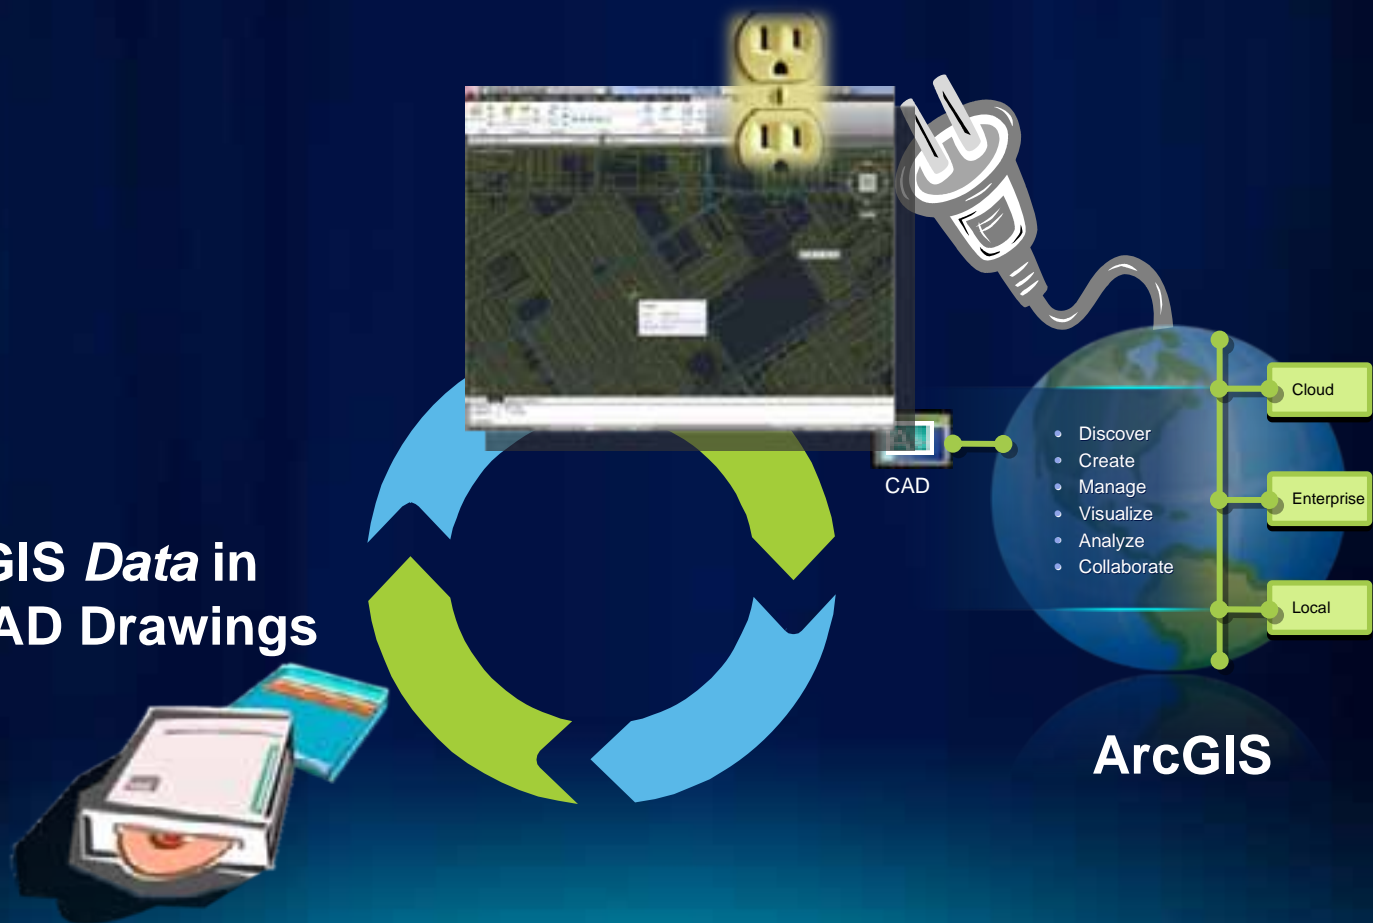 GIS Data in
AD Drawings
CAD
• Discover
• Create
• Manage
• Visualize
• Analyze
• Collaborate
Cloud
Enterprise
Local
ArcGIS